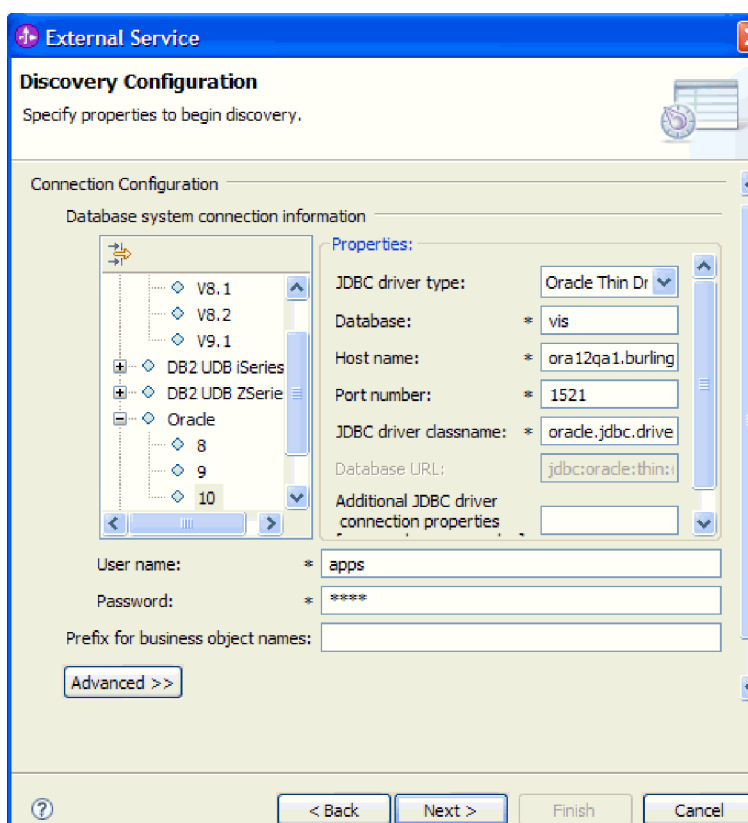 External Service
Discovery Configuration
Specify properties to begin discovery.
Connection Configuration
Database system connection information
V8.1
V8.2
V9.1
DB2 UDB iSeries
DB2 UDB ZSerie
Oracle
8
9
10
Properties:
JDBC driver type: Oracle Thin Dr
Database: * vis
Host name: * ora12qa1.burling
Port number: * 1521
JDBC driver classname: * oracle.jdbc.drive
Database URL: jdbc:oracle:thin:
Additional JDBC driver
connection properties
User name: * apps
Password: * ****
Prefix for business object names:
Advanced >>
?
< Back
Next >
Finish
Cancel